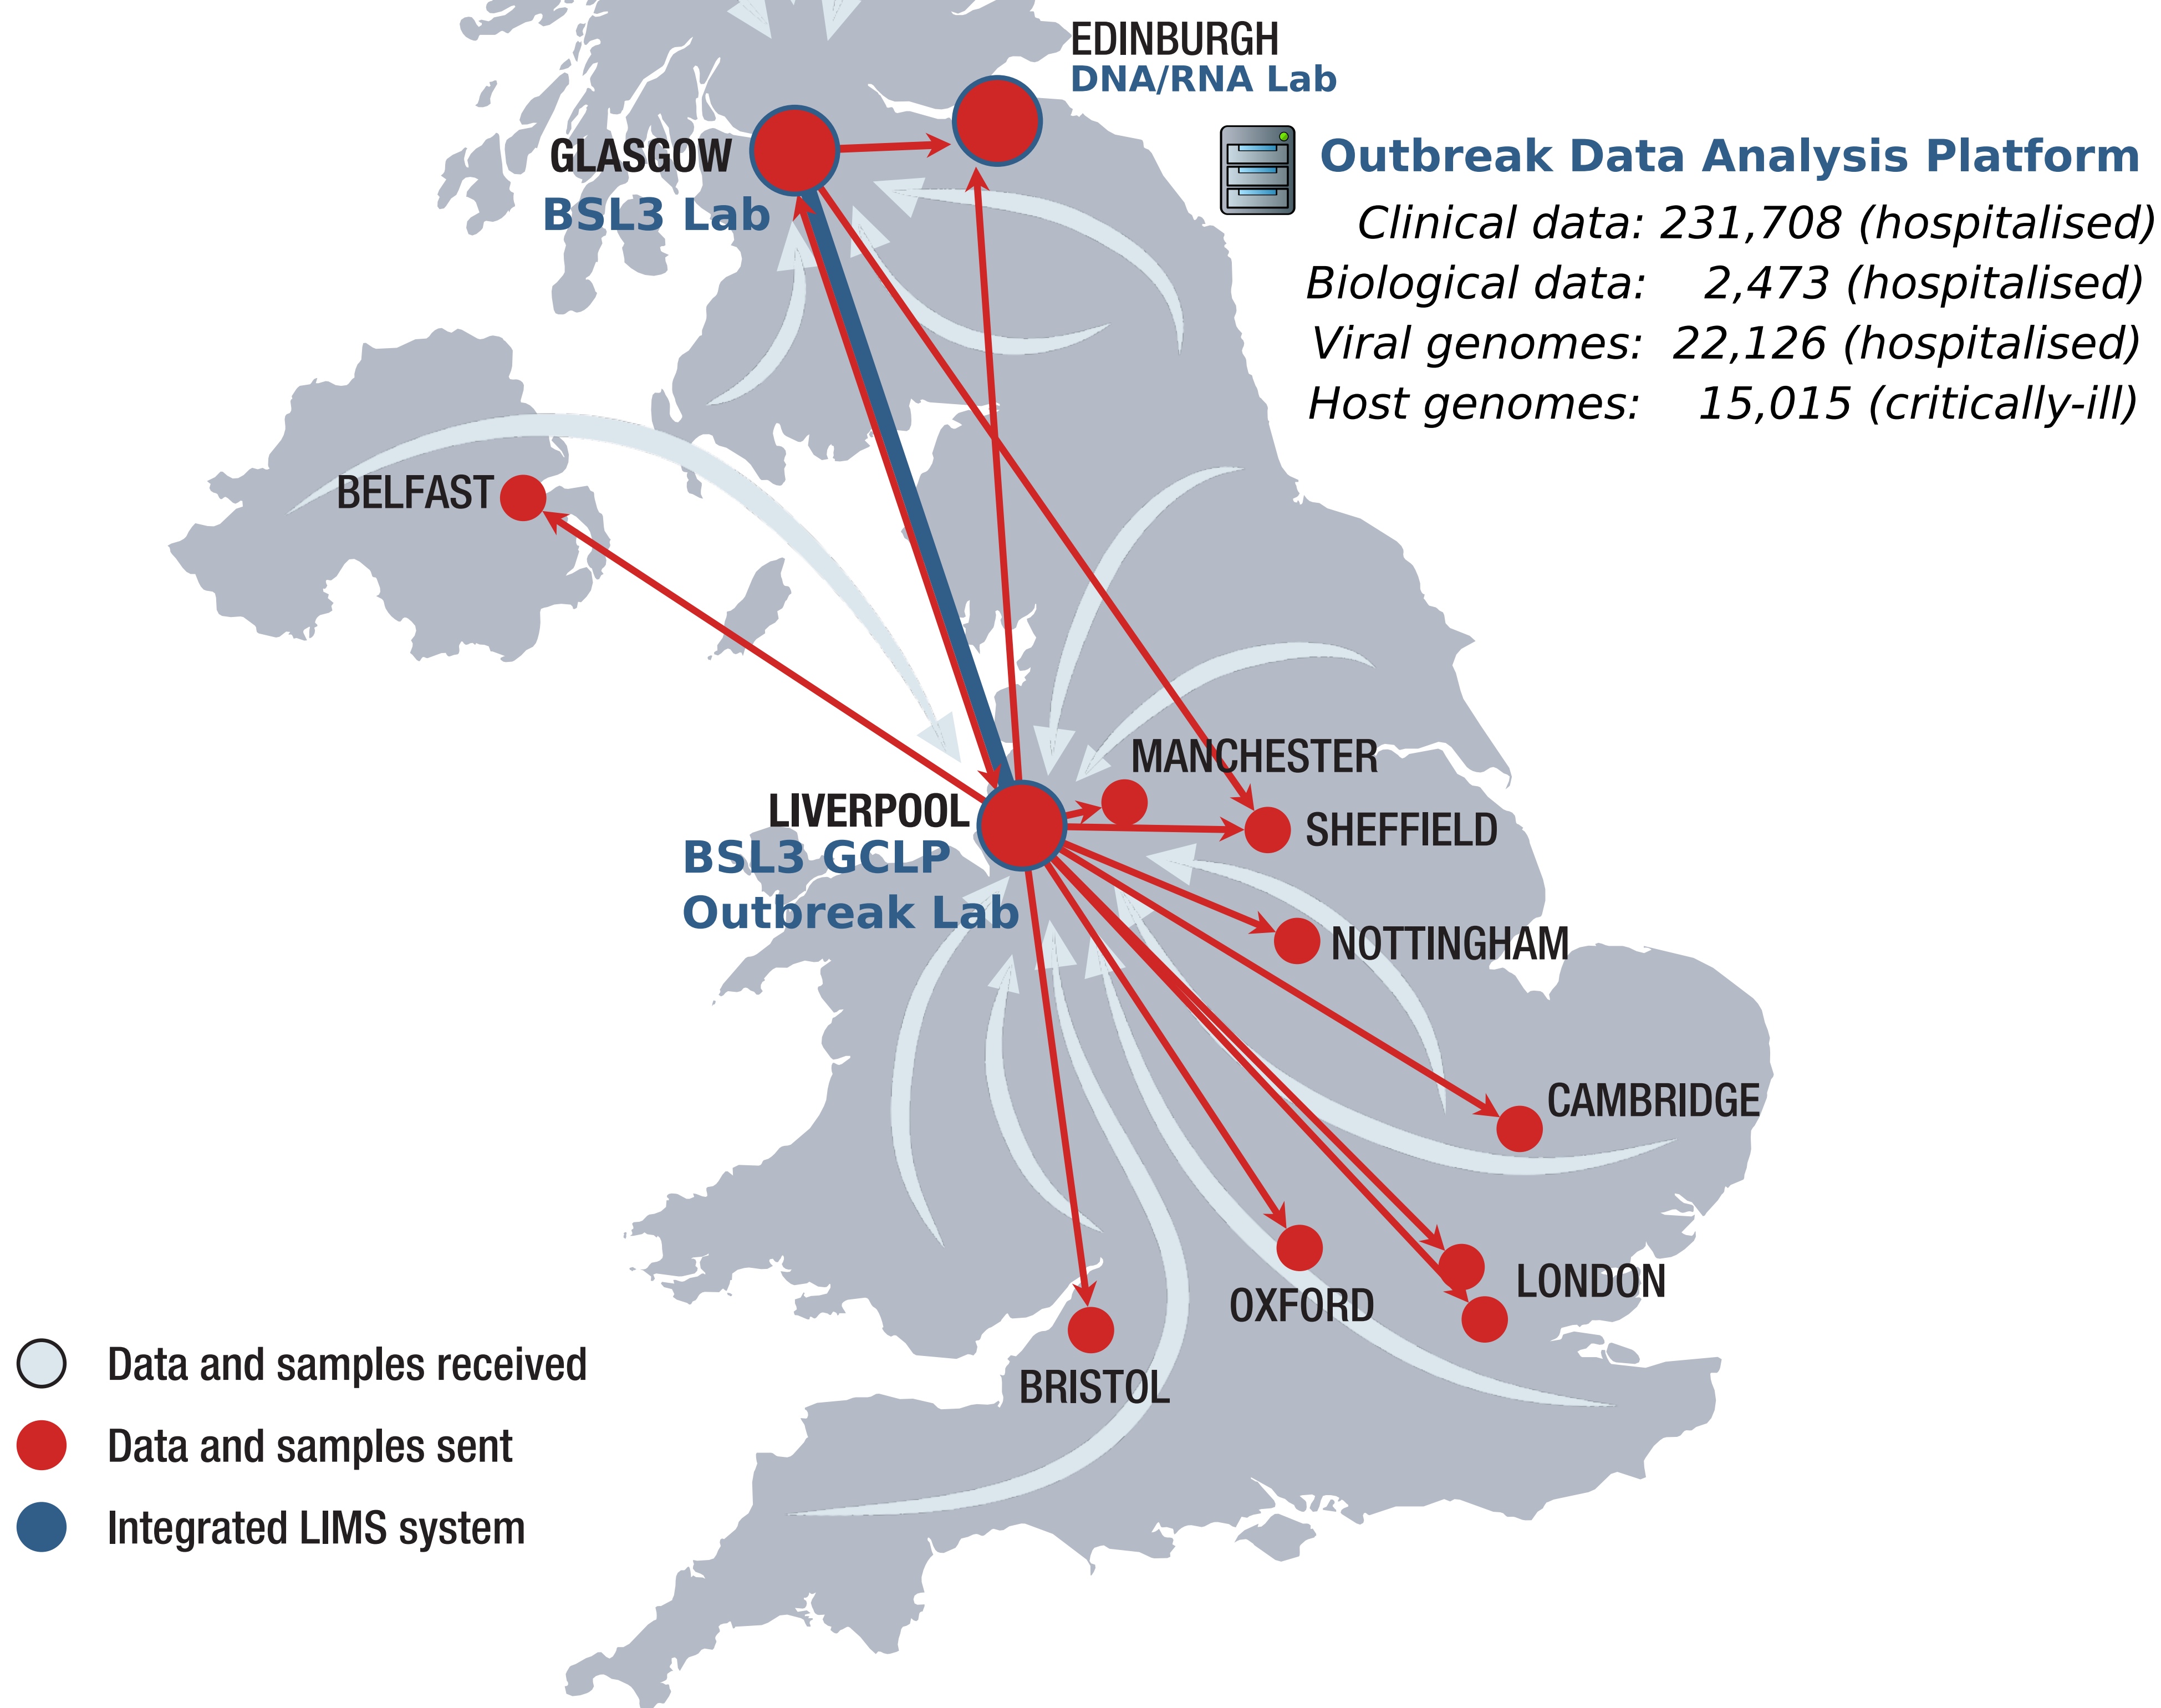 EDINBURGH
DNA/RNA Lab
GLASGOW
BSL3 Lab
Outbreak Data Analysis Platform
Clinical data: 231,708 (hospitalised)
Biological data: 2,473 (hospitalised)
Viral genomes: 22,126 (hospitalised)
Host genomes: 15,015 (critically-ill)
BELFAST
MANCHESTER
LIVERPOOL
BSL3 GCLP
Outbreak Lab
SHEFFIELD
NOTTINGHAM
CAMBRIDGE
LONDON
OXFORD
BRISTOL
Data and samples received
Data and samples sent
Integrated LIMS system